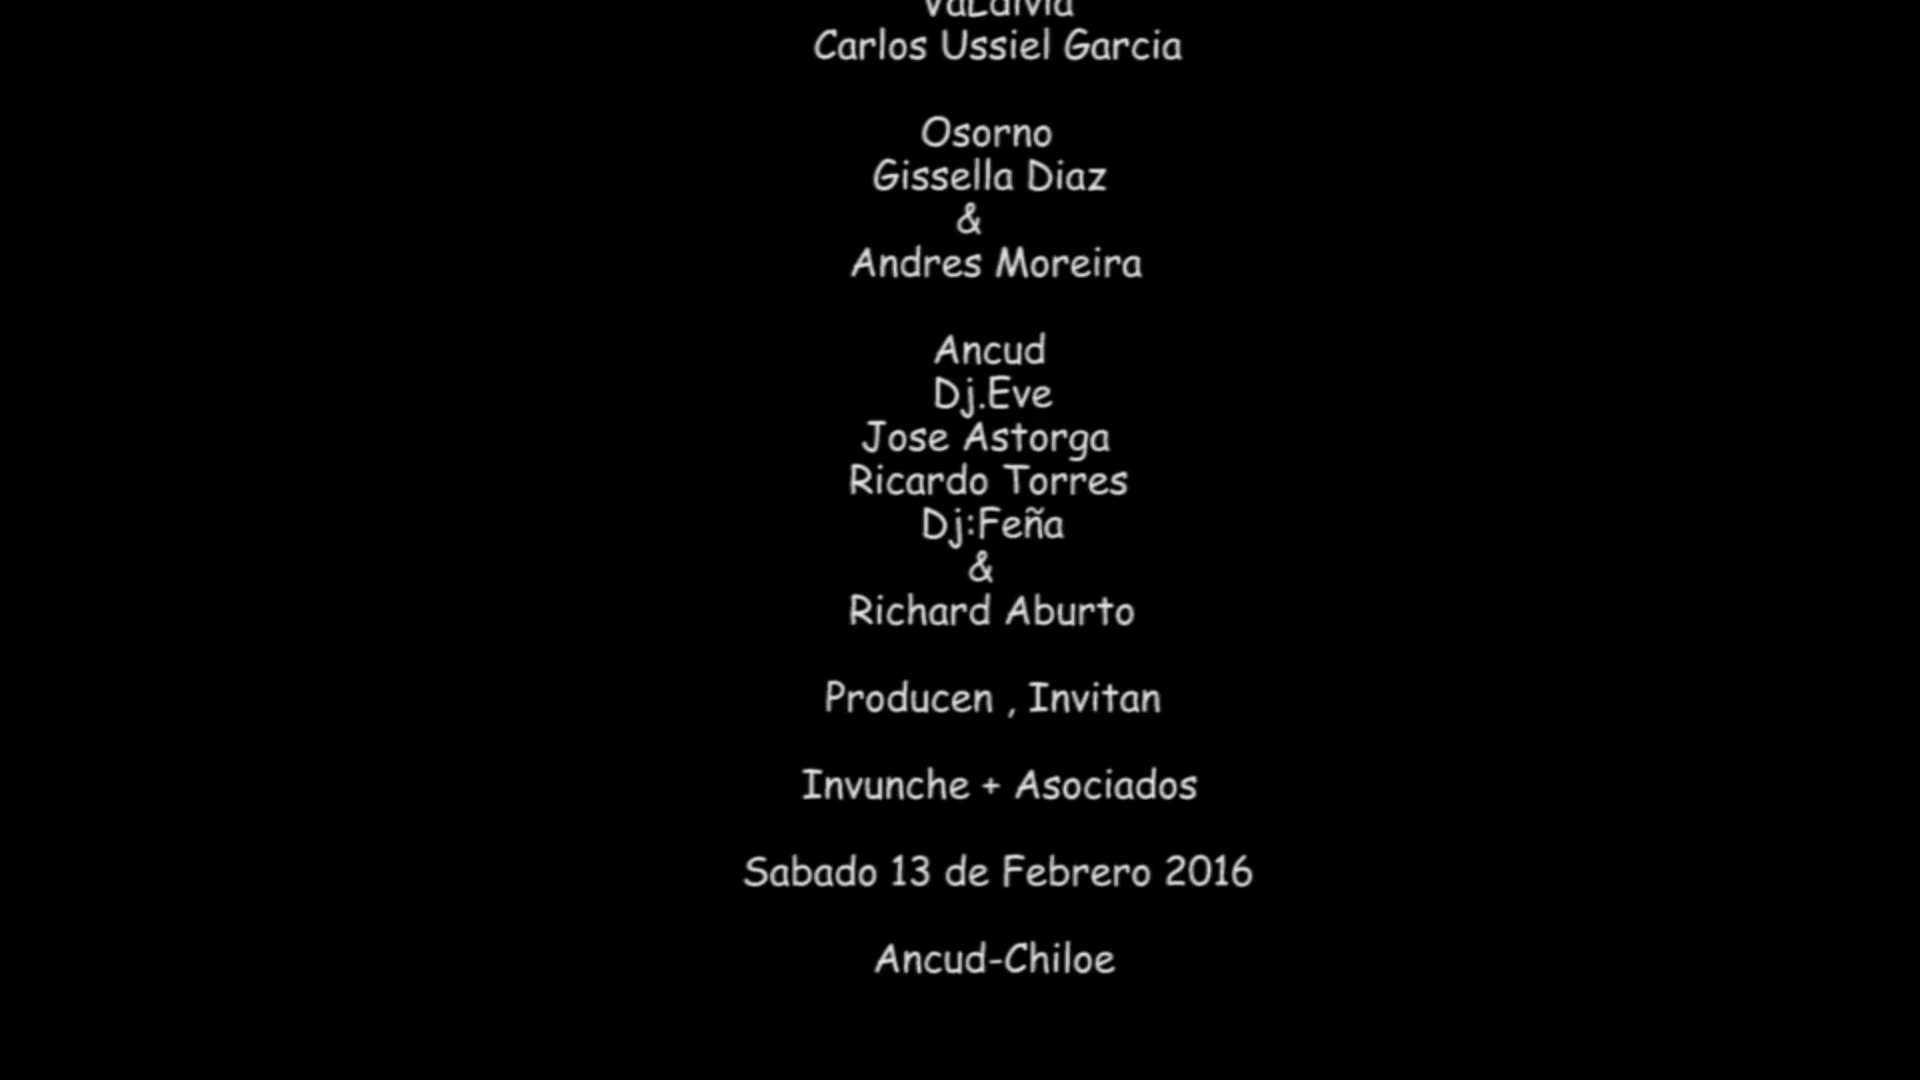 VaLdivia
Carlos Ussiel Garcia
Osorno
Gissella Diaz
&
Andres Moreira
Ancud
Dj.Eve
Jose Astorga
Ricardo Torres
Dj:Feña
&
Richard Aburto
Producen , Invitan
Invunche + Asociados
Sabado 13 de Febrero 2016
Ancud-Chiloe